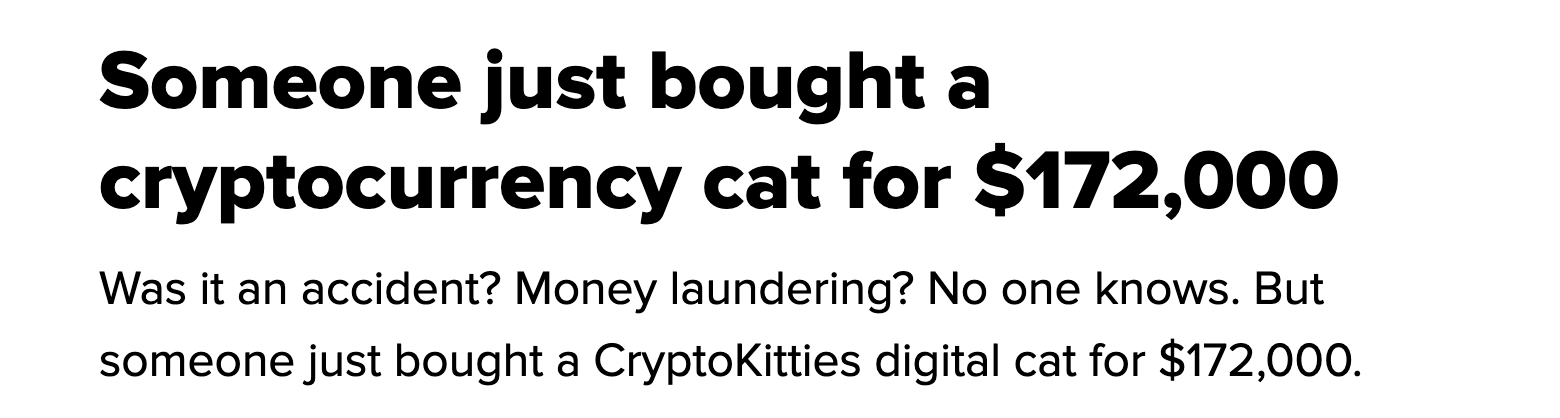 Someone just bought a
cryptocurrency cat for $172,000
Was it an accident? Money laundering? No one knows. But
someone just bought a CryptoKitties digital cat for $172,000.